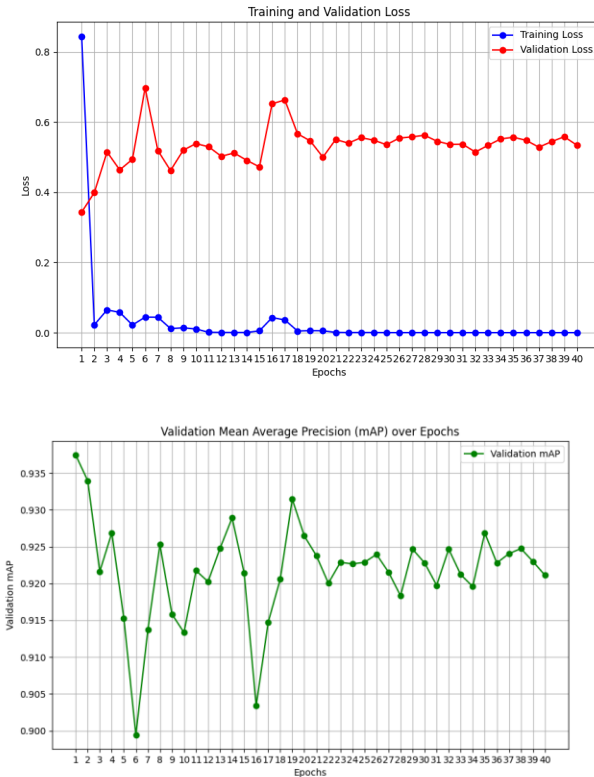 Training and Validation Loss
Training Loss
Validation Loss
0.8
0.6
0.4
0.2
0.0
Loss
1 2 3 4 5 6 7 8 9 10 11 12 13 14 15 16 17 18 19 20 21 22 23 24 25 26 27 28 29 30 31 32 33 34 35 36 37 38 39 40
Epochs
Validation Mean Average Precision (mAP) over Epochs
Validation mAP
0.935
0.930
0.925
0.920
0.915
0.910
0.905
0.900
Validation mAP
1 2 3 4 5 6 7 8 9 10 11 12 13 14 15 16 17 18 19 20 21 22 23 24 25 26 27 28 29 30 31 32 33 34 35 36 37 38 39 40
Epochs